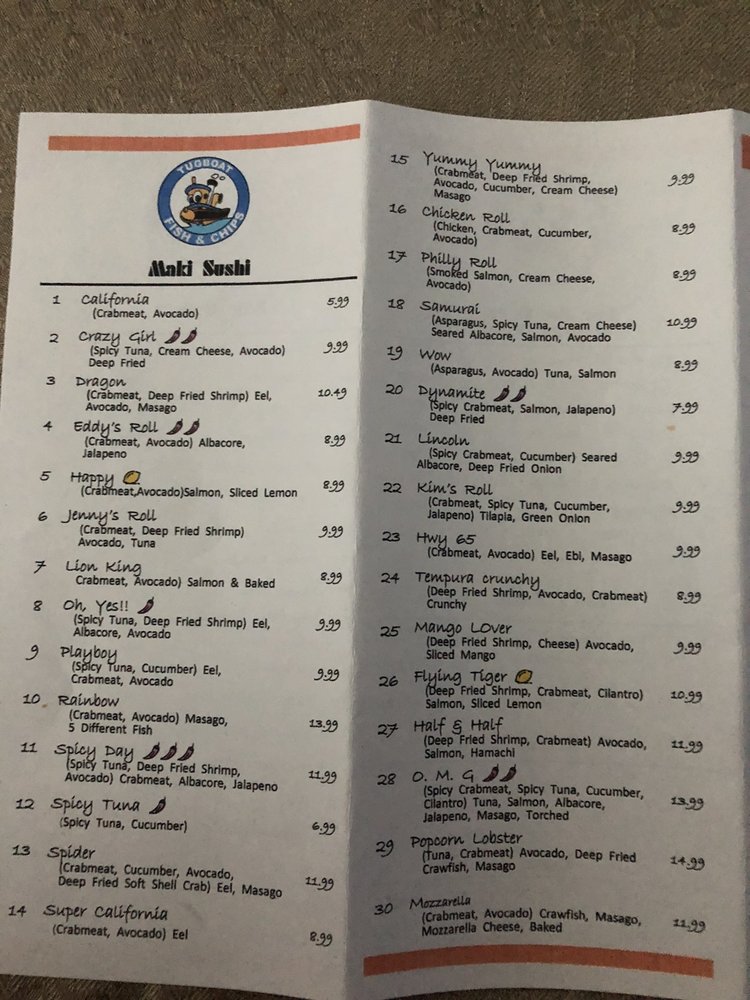 TUGBOAT
FISH & CHIPS
Maki Sushi
1 California 5.99
(Crabmeat, Avocado)
2 Crazy Girl 9.99
(Spicy Tuna, Cream Cheese, Avocado)
Deep Fried
3 Dragon
(Crabmeat, Deep Fried Shrimp) Eel, 10.49
Avocado, Masago
4 Eddy's Roll
(Crabmeat, Avocado) Albacore, 8.99
Jalapeno
5 Happy
(Crabmeat,Avocado)Salmon, Sliced Lemon 8.99
6 Jenny's Roll
(Crabmeat, Deep Fried Shrimp) 9.99
Avocado, Tuna
7 Lion King
Crabmeat, Avocado) Salmon & Baked 8.99
8 Oh, Yes!!
(Spicy Tuna, Deep Fried Shrimp) Eel, 9.99
Albacore, Avocado
9 Playboy
(Spicy Tuna, Cucumber) Eel, 9.99
Crabmeat, Avocado
10 Rainbow
(Crabmeat, Avocado) Masago, 13.99
5 Different Fish
11 Spicy Day
(Spicy Tuna, Deep Fried Shrimp, 11.99
Avocado) Crabmeat, Albacore, Jalapeno
12 Spicy Tuna
(Spicy Tuna, Cucumber) 6.99
13 Spider
(Crabmeat, Cucumber, Avocado,
Deep Fried Soft Shell Crab) Eel, Masago 11.99
14 Super California
(Crabmeat, Avocado) Eel 8.99
15 Yummy Yummy
(Crabmeat, Deep Fried Shrimp, 9.99
Avocado, Cucumber, Cream Cheese)
Masago
16 Chicken Roll
(Chicken, Crabmeat, Cucumber, 8.99
Avocado)
17 Philly Roll
(Smoked Salmon, Cream Cheese, 8.99
Avocado)
18 Samurai
(Asparagus, Spicy Tuna, Cream Cheese) 10.99
Seared Albacore, Salmon, Avocado
19 Wow
(Asparagus, Avocado) Tuna, Salmon 8.99
20 Dynamite
(Spicy Crabmeat, Salmon, Jalapeno) 7.99
Deep Fried
21 Lincoln
(Spicy Crabmeat, Cucumber) Seared 9.99
Albacore, Deep Fried Onion
22 Kim's Roll
(Crabmeat, Spicy Tuna, Cucumber, 9.99
Jalapeno) Tilapia, Green Onion
23 Hwy 65
(Crabmeat, Avocado) Eel, Ebi, Masago 9.99
24 Tempura crunchy
(Deep Fried Shrimp, Avocado, Crabmeat) 8.99
Crunchy
25 Mango LOver
(Deep Fried Shrimp, Cheese) Avocado, 9.99
Sliced Mango
26 Flying Tiger
(Deep Fried Shrimp, Crabmeat, Cilantro) 10.99
Salmon, Sliced Lemon
27 Half & Half
(Deep Fried Shrimp, Crabmeat) Avocado, 11.99
Salmon, Hamachi
28 O. M. G
(Spicy Crabmeat, Spicy Tuna, Cucumber,
Cilantro) Tuna, Salmon, Albacore, 13.99
Jalapeno, Masago, Torched
29 Popcorn Lobster
(Tuna, Crabmeat) Avocado, Deep Fried 14.99
Crawfish, Masago
30 Mozzarella
(Crabmeat, Avocado) Crawfish, Masago, 11.99
Mozzarella Cheese, Baked